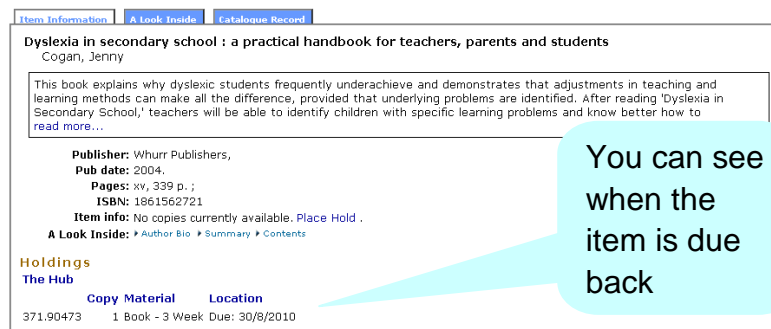 Item Information A Look Inside Catalogue Record
Dyslexia in secondary school : a practical handbook for teachers, parents and students
Cogan, Jenny
This book explains why dyslexic students frequently underachieve and demonstrates that adjustments in teaching and
learning methods can make all the difference, provided that underlying problems are identified. After reading 'Dyslexia in
Secondary School,' teachers will be able to identify children with specific learning problems and know better how to
read more...
Publisher: Whurr Publishers,
Pub date: 2004.
Pages: xv, 339 p. ;
ISBN: 1861562721
Item info: No copies currently available. Place Hold .
A Look Inside: Author Bio Summary Contents
Holdings
The Hub
Copy Material Location
371.90473 1 Book - 3 Week Due: 30/8/2010
You can see
when the
item is due
back